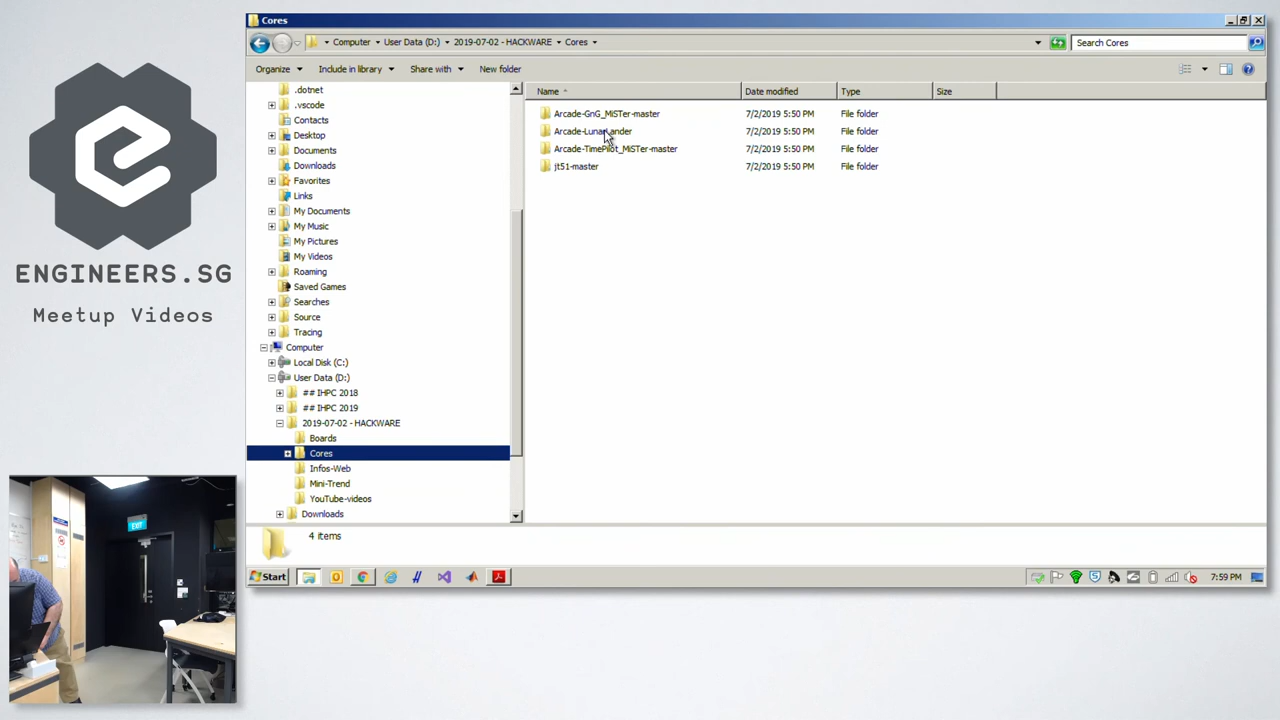 ENGINEERS.SG
Meetup Videos
Cores
Computer
User Data (D:)
2019-07-02 - HACKWARE
Cores
Search Cores
Organize
Include in library
Share with
New folder
.dotnet
.vscode
Contacts
Desktop
Documents
Downloads
Favorites
Links
My Documents
My Music
My Pictures
My Videos
Roaming
Saved Games
Searches
Source
Tracing
Computer
Local Disk (C:)
User Data (D:)
## IHPC 2018
## IHPC 2019
2019-07-02 - HACKWARE
Boards
Cores
Infos-Web
Mini-Trend
YouTube-videos
Downloads
Name Date modified Type Size
Arcade-GnG_MiSTer-master 7/2/2019 5:50 PM File folder
Arcade-LunarLander 7/2/2019 5:50 PM File folder
Arcade-TimePilot_MiSTer-master 7/2/2019 5:50 PM File folder
jt51-master 7/2/2019 5:50 PM File folder
4 items
Start
7:59 PM
EXIT